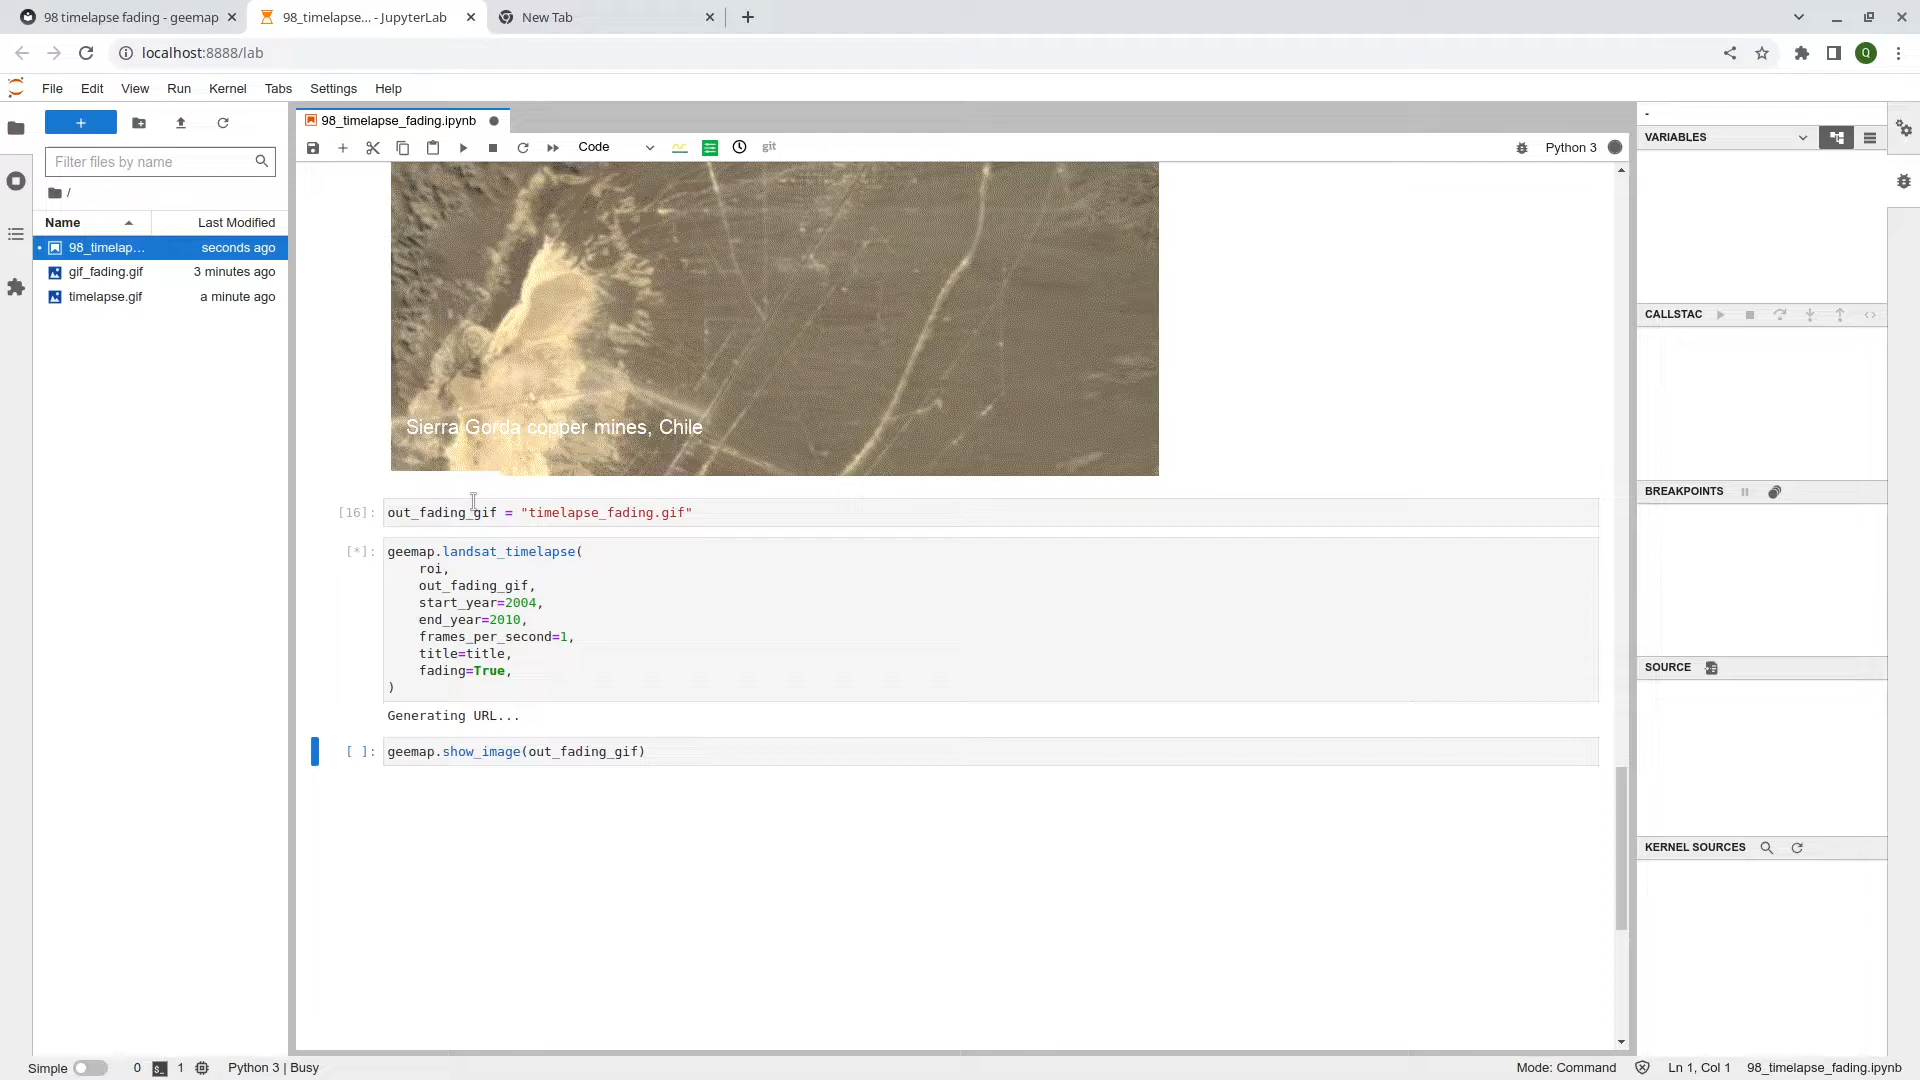 98 timelapse fading - geemap
98_timelapse... - JupyterLab
New Tab
localhost:8888/lab
Q
File Edit View Run Kernel Tabs Settings Help
98_timelapse_fading.ipynb
-
+
Code
git
Python 3
VARIABLES
Filter files by name
/
Name
Last Modified
98_timelap...
seconds ago
gif_fading.gif
3 minutes ago
timelapse.gif
a minute ago
CALLSTAC
Sierra Gorda copper mines, Chile
BREAKPOINTS
[16]:
out_fading_gif = "timelapse_fading.gif"
[*]:
geemap.landsat_timelapse(
roi,
out_fading_gif,
start_year=2004,
end_year=2010,
frames_per_second=1,
title=title,
fading=True,
)
SOURCE
Generating URL...
[ ]:
geemap.show_image(out_fading_gif)
KERNEL SOURCES
Simple
0
$_
1
Python 3 | Busy
Mode: Command
Ln 1, Col 1
98_timelapse_fading.ipynb